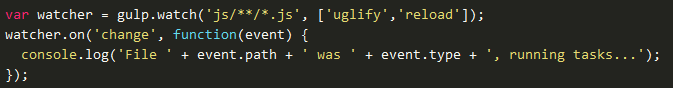 var watcher = gulp.watch('js/**/*.js', ['uglify','reload']);
watcher.on('change', function(event) {
  console.log('File ' + event.path + ' was ' + event.type + ', running tasks...');
});